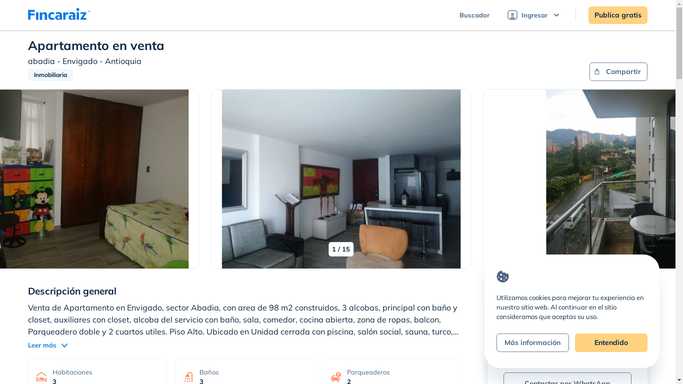 Fincaraiz
Buscador
Ingresar
Publica gratis
Apartamento en venta
abadia - Envigado - Antioquia
Inmobiliaria
Compartir
1 / 15
Descripción general
Venta de Apartamento en Envigado, sector Abadia, con area de 98 m2 construidos, 3 alcobas, principal con baño y
closet, auxiliares con closet, alcoba del servicio con baño, sala, comedor, cocina abierta, zona de ropas, balcon,
Parqueadero doble y 2 cuartos utiles. Piso Alto. Ubicado en Unidad cerrada con piscina, salón social, sauna, turco,...
Leer más
Habitaciones
3
Baños
3
Parqueaderos
2
Utilizamos cookies para mejorar tu experiencia en
nuestro sitio web. Al continuar en el sitio
consideramos que aceptas su uso.
Más información
Entendido
Contactar por WhatsApp